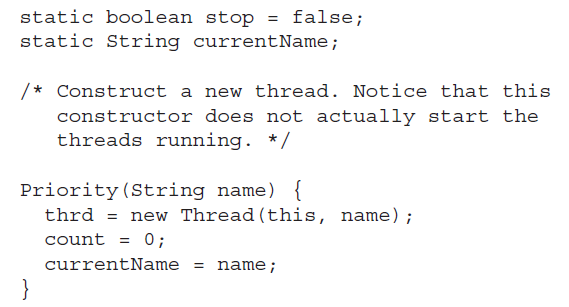 static boolean stop = false;
static String currentName;
/* Construct a new thread. Notice that this
constructor does not actually start the
threads running. */
Priority(String name) {
thrd = new Thread(this, name);
count = 0;
currentName = name;
}